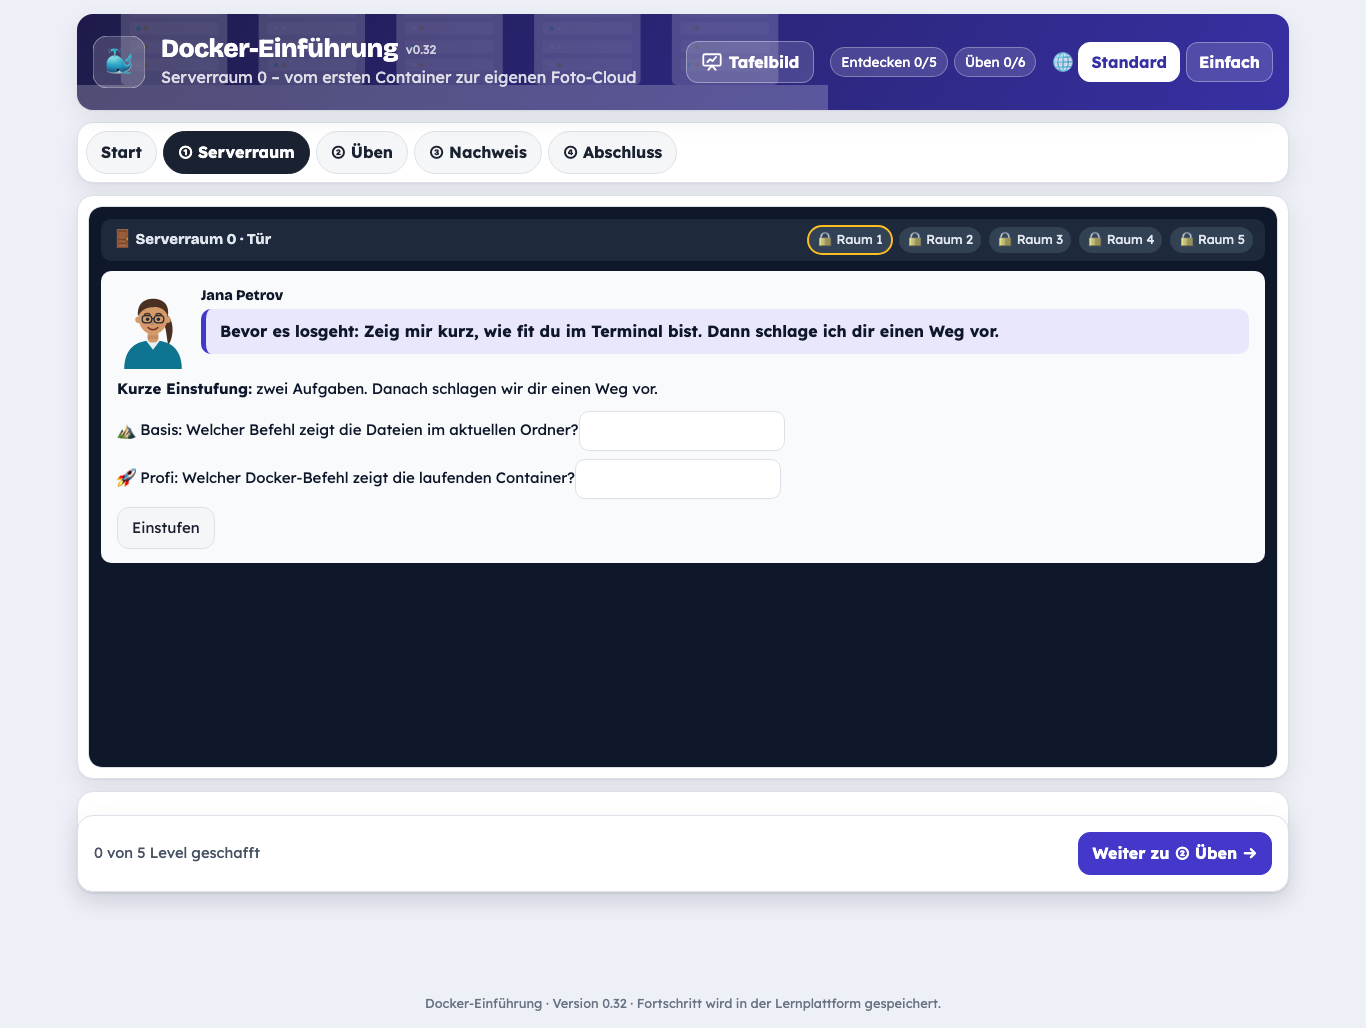 Docker-Einführung v0.32
Serverraum 0 – vom ersten Container zur eigenen Foto-Cloud
Tafelbild
Entdecken 0/5
Üben 0/6
Standard
Einfach
Start
① Serverraum
② Üben
③ Nachweis
④ Abschluss
Serverraum 0 · Tür
Raum 1
Raum 2
Raum 3
Raum 4
Raum 5
Jana Petrov
Bevor es losgeht: Zeig mir kurz, wie fit du im Terminal bist. Dann schlage ich dir einen Weg vor.
Kurze Einstufung: zwei Aufgaben. Danach schlagen wir dir einen Weg vor.
Basis: Welcher Befehl zeigt die Dateien im aktuellen Ordner?
Profi: Welcher Docker-Befehl zeigt die laufenden Container?
Einstufen
0 von 5 Level geschafft
Weiter zu ② Üben →
Docker-Einführung · Version 0.32 · Fortschritt wird in der Lernplattform gespeichert.